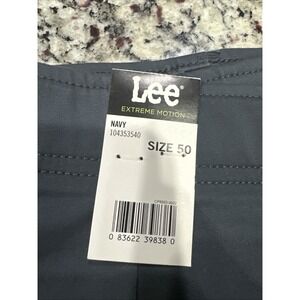 Lee®
EXTREME MOTION
NAVY
104353540
SIZE 50
0 83622 39838 0